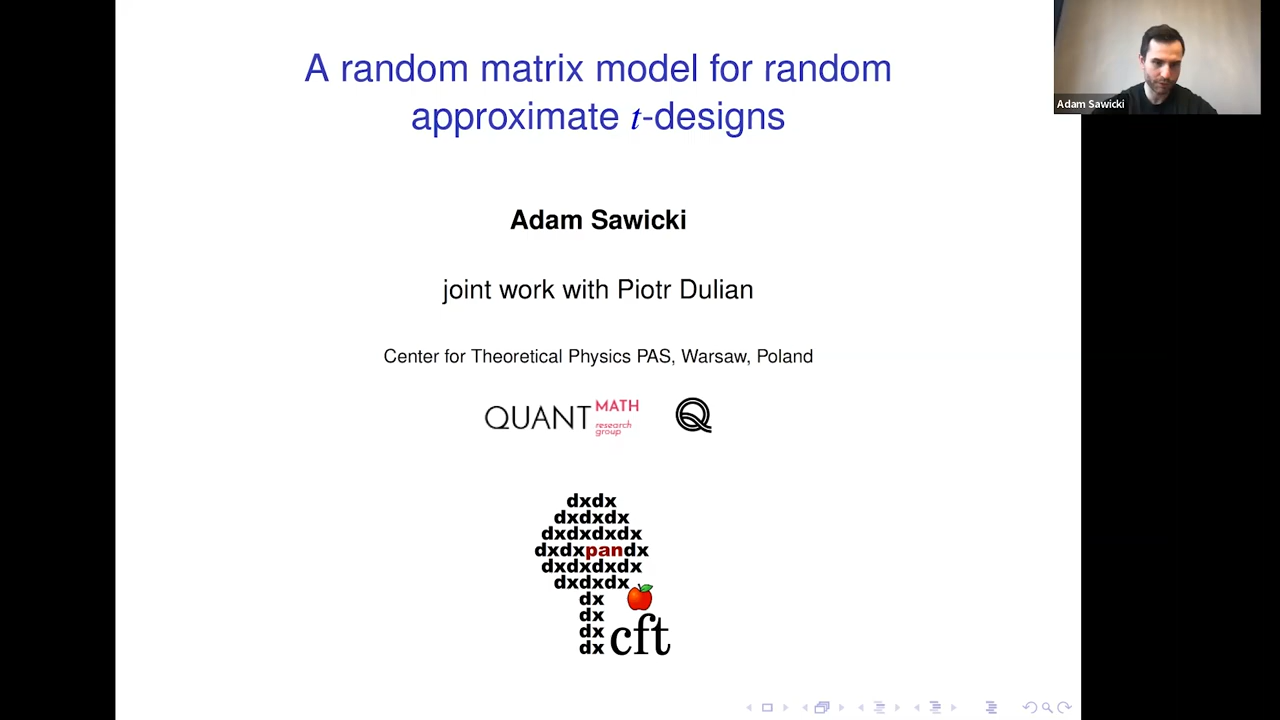 A random matrix model for random
approximate t-designs
Adam Sawicki
Adam Sawicki
joint work with Piotr Dulian
Center for Theoretical Physics PAS, Warsaw, Poland
QUANT MATH
research
group
dxdx
dxdxdx
dxdxdxdx
dxdxpandx
dxdxdxdx
dxdxdx
dx
dx
dx
dx cft